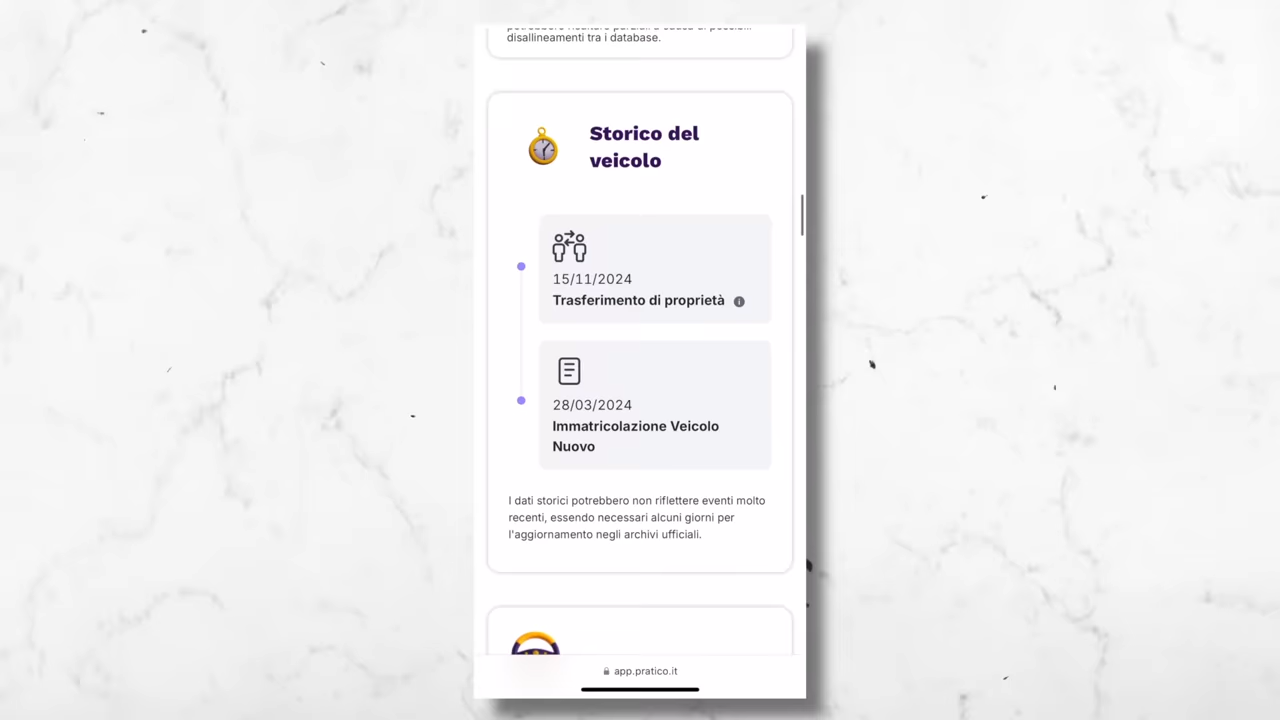 disallineamenti tra i database.
Storico del
veicolo
15/11/2024
Trasferimento di proprietà
28/03/2024
Immatricolazione Veicolo
Nuovo
I dati storici potrebbero non riflettere eventi molto
recenti, essendo necessari alcuni giorni per
l'aggiornamento negli archivi ufficiali.
app.pratico.it